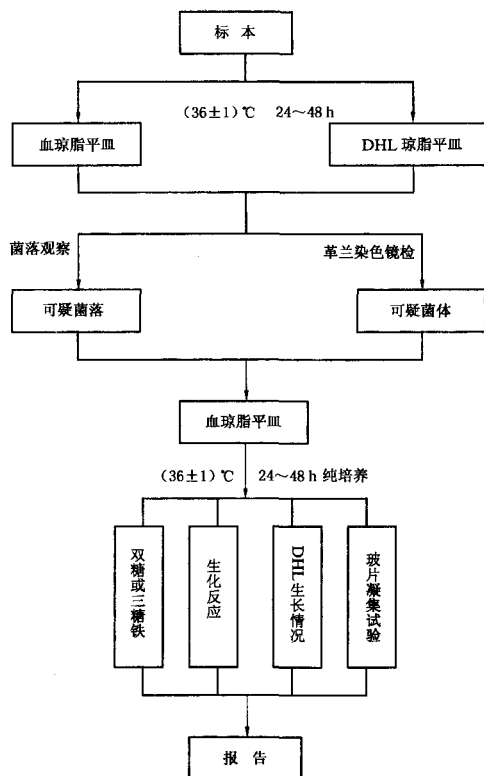 标 本
(36±1)℃ 24～48 h
血琼脂平皿
DHL 琼脂平皿
菌落观察
革兰染色镜检
可疑菌落
可疑菌体
血琼脂平皿
(36±1)℃ 24～48 h 纯培养
双糖或三糖铁
生化反应
DHL生长情况
玻片凝集试验
报 告